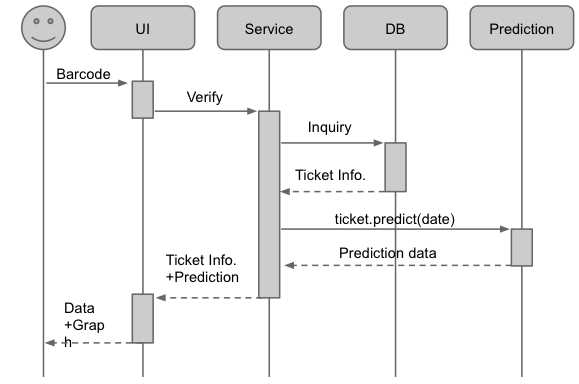 UI
Service
DB
Prediction
Barcode
Verify
Inquiry
Ticket Info.
ticket.predict(date)
Prediction data
Ticket Info.
+Prediction
Data
+Grap
h